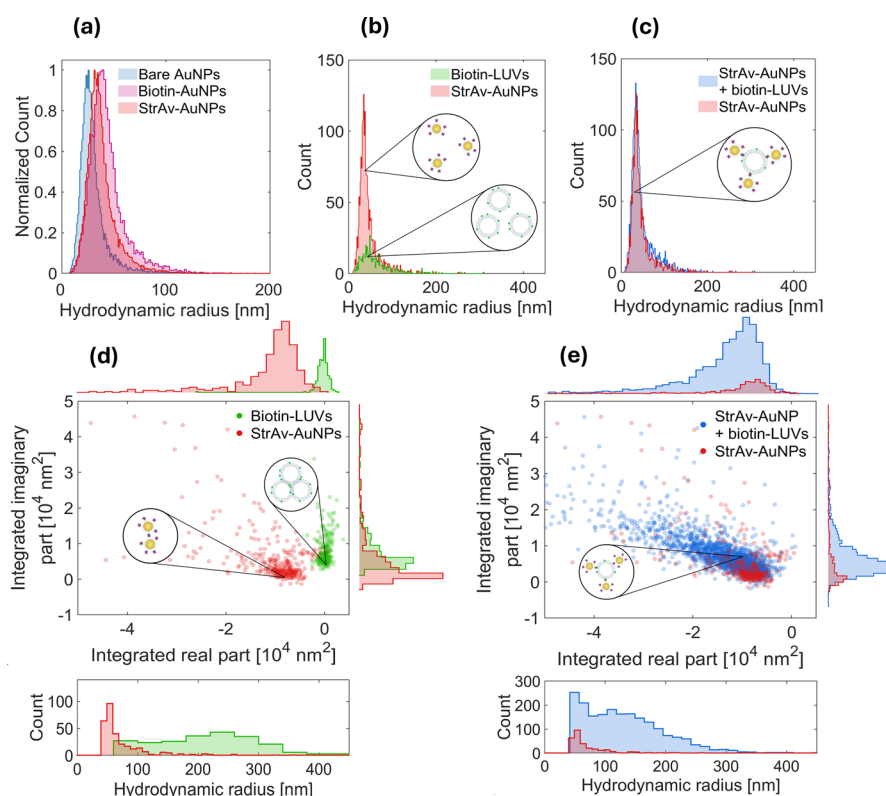 (a)
Normalized Count
1
0.8
0.6
0.4
0.2
0
Bare AuNPs
Biotin-AuNPs
StrAv-AuNPs
0
100
200
Hydrodynamic radius [nm]
(b)
Count
150
100
50
0
Biotin-LUVs
StrAv-AuNPs
0
200
400
Hydrodynamic radius [nm]
(c)
Count
150
100
50
0
StrAv-AuNPs
+ biotin-LUVs
StrAv-AuNPs
0
200
400
Hydrodynamic radius [nm]
(d)
Integrated imaginary
part [10⁴ nm²]
5
4
3
2
1
0
-1
Biotin-LUVs
StrAv-AuNPs
-4
-2
0
Integrated real part [10⁴ nm²]
Count
100
50
0
0
100
200
300
400
Hydrodynamic radius [nm]
(e)
Integrated imaginary
part [10⁴ nm²]
5
4
3
2
1
0
-1
StrAv-AuNP
+ biotin-LUVs
StrAv-AuNPs
-4
-2
0
Integrated real part [10⁴ nm²]
Count
300
200
100
0
0
100
200
300
400
Hydrodynamic radius [nm]